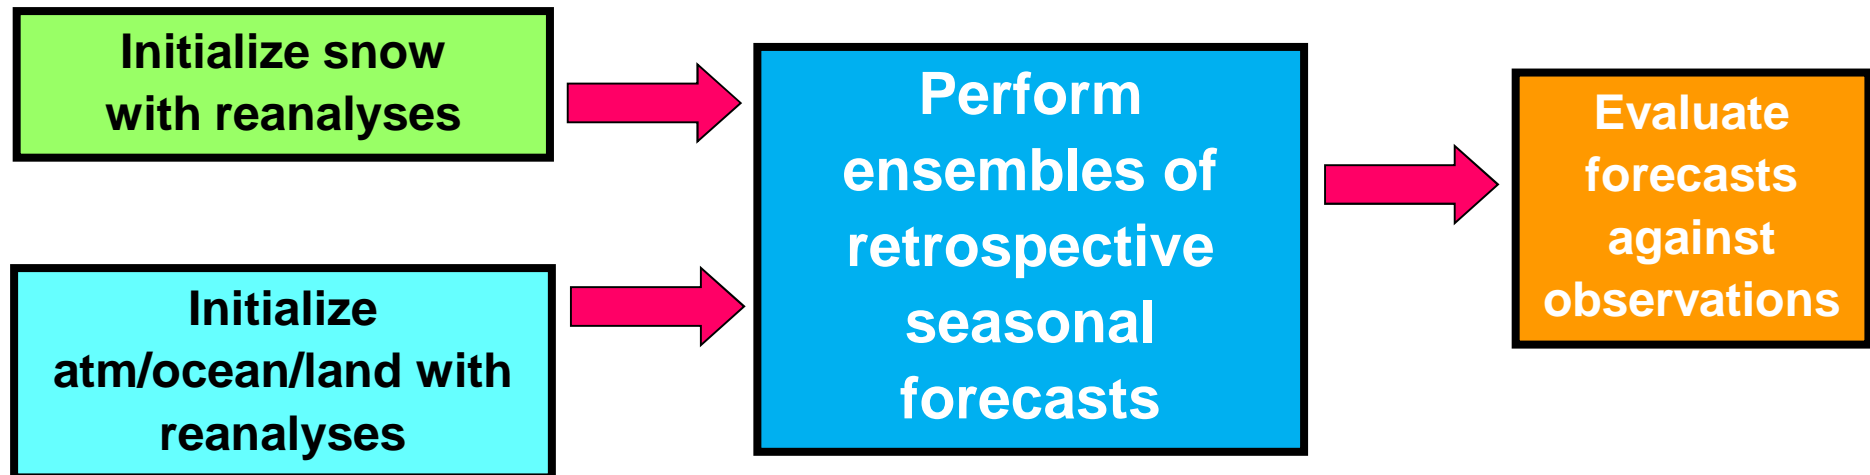 Initialize snow
with reanalyses
Initialize
atm/ocean/land with
reanalyses
Perform
ensembles of
retrospective
seasonal
forecasts
Evaluate
forecasts
against
observations